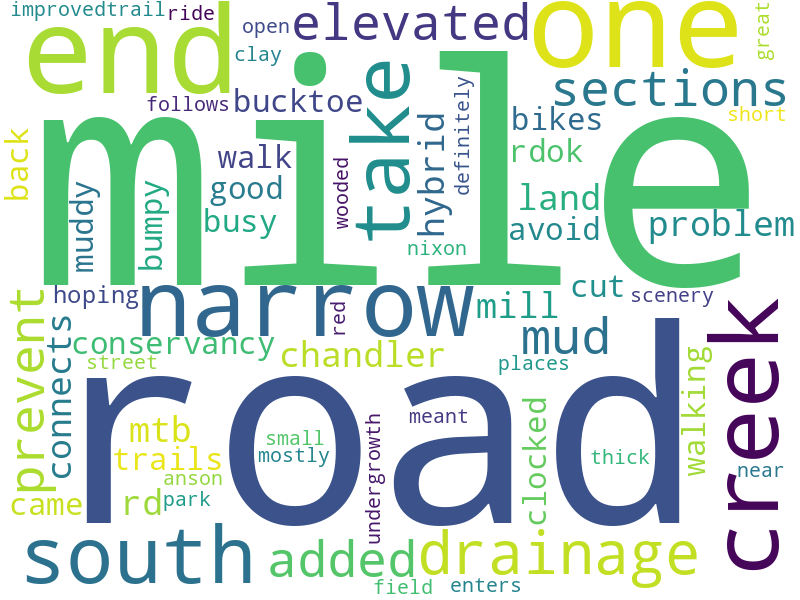 improvedtrail
ride
open
elevated
one
great
end
clay
sections
follows
bucktoe
take
definitely
bikes
short
mile
back
walk
wooded
hybrid
rdok
muddy
bumpy
good
land
busy
avoid
problem
nixon
hoping
narrow
red
mill
cut
scenery
prevent
connects
conservancy
mud
creek
street
chandler
places
walking
road
mtb
small
meant
trails
mostly
undergrowth
clocked
thick
near
anson
came
rd
park
south
added
drainage
field
enters